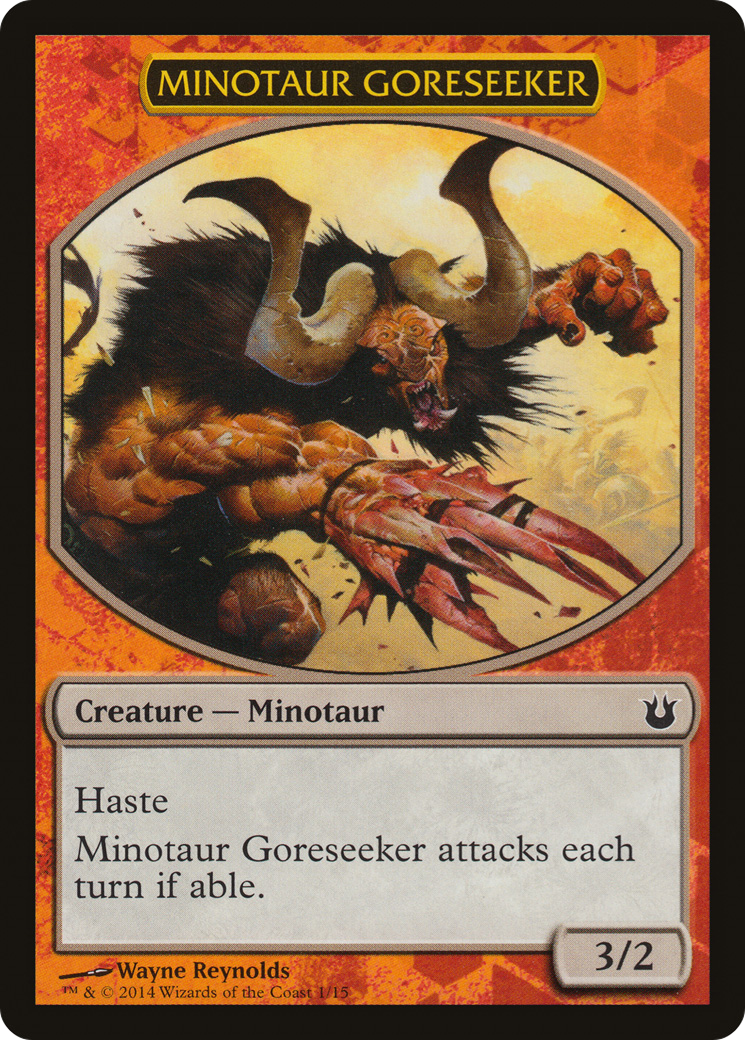 MINOTAUR GORESEEKER
Creature — Minotaur
Haste
Minotaur Goreseeker attacks each
turn if able.
3/2
Wayne Reynolds
™ & © 2014 Wizards of the Coast 1/15